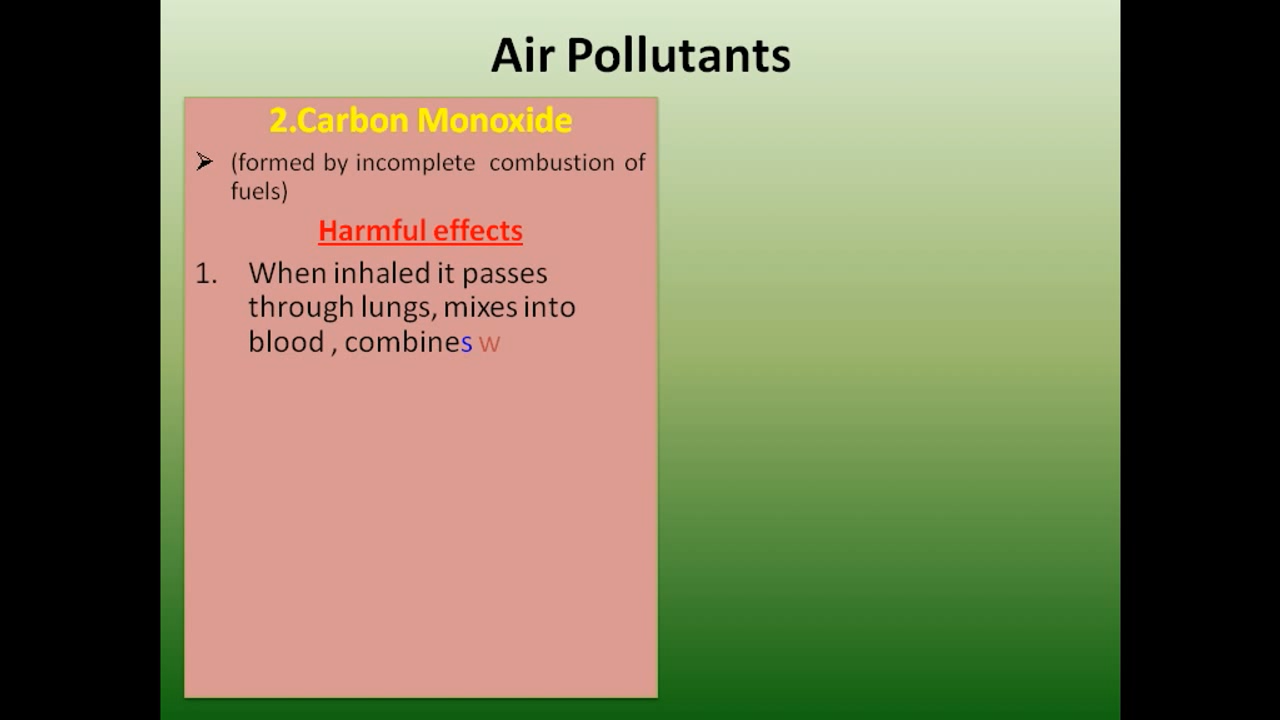 Air Pollutants
2.Carbon Monoxide
➢ (formed by incomplete combustion of
fuels)
Harmful effects
1. When inhaled it passes
through lungs, mixes into
blood , combines w